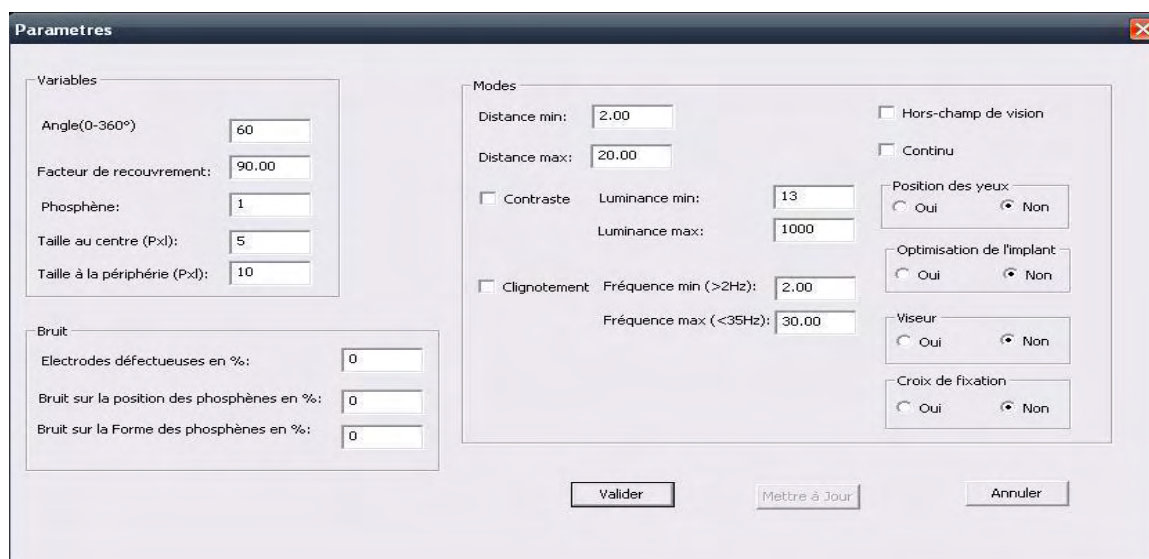 Parametres
Variables
Angle(0-360°) 60
Facteur de recouvrement: 90.00
Phosphène: 1
Taille au centre (Pxl): 5
Taille à la périphérie (Pxl): 10
Bruit
Electrodes défectueuses en %: 0
Bruit sur la position des phosphènes en %: 0
Bruit sur la Forme des phosphènes en %: 0
Modes
Distance min: 2.00
Distance max: 20.00
Contraste Luminance min: 13
Luminance max: 1000
Clignotement Fréquence min (>2Hz): 2.00
Fréquence max (<35Hz): 30.00
Hors-champ de vision
Continu
Position des yeux
Oui Non
Optimisation de l'implant
Oui Non
Viseur
Oui Non
Croix de fixation
Oui Non
Valider Mettre à Jour Annuler